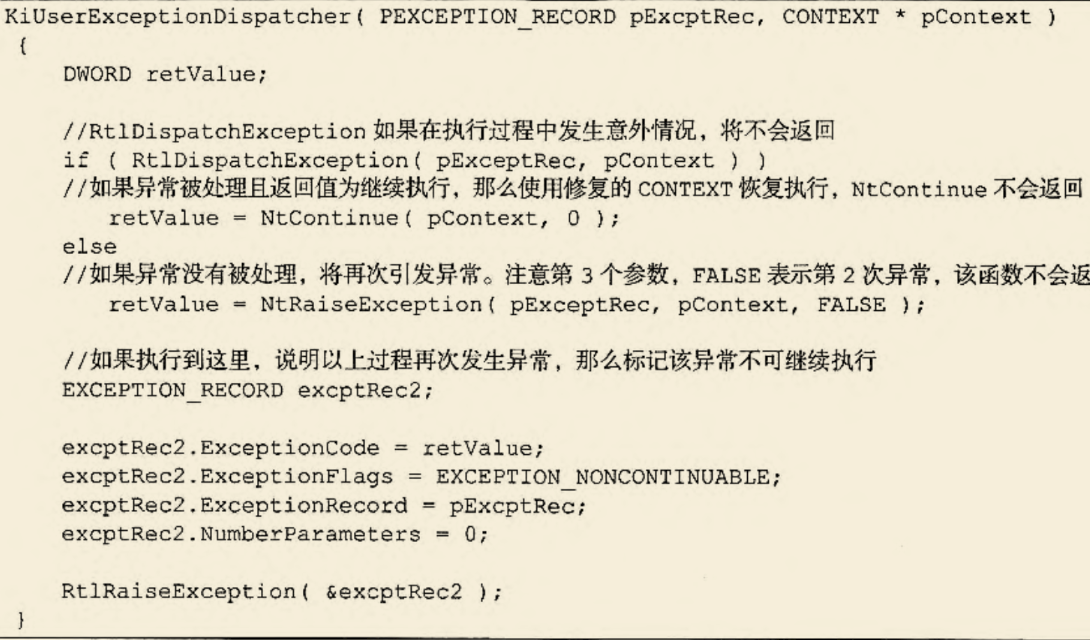 KiUserExceptionDispatcher( PEXCEPTION_RECORD pExcptRec, CONTEXT * pContext )
{
DWORD retValue;
//RtlDispatchException 如果在执行过程中发生意外情况，将不会返回
if ( RtlDispatchException( pExceptRec, pContext ) )
//如果异常被处理且返回值为继续执行，那么使用修复的 CONTEXT 恢复执行，NtContinue 不会返回
retValue = NtContinue( pContext, 0 );
else
//如果异常没有被处理，将再次引发异常。注意第 3 个参数，FALSE 表示第 2 次异常，该函数不会返
retValue = NtRaiseException( pExceptRec, pContext, FALSE );
//如果执行到这里，说明以上过程再次发生异常，那么标记该异常不可继续执行
EXCEPTION_RECORD excptRec2;
excptRec2.ExceptionCode = retValue;
excptRec2.ExceptionFlags = EXCEPTION_NONCONTINUABLE;
excptRec2.ExceptionRecord = pExcptRec;
excptRec2.NumberParameters = 0;
RtlRaiseException( &excptRec2 );
}